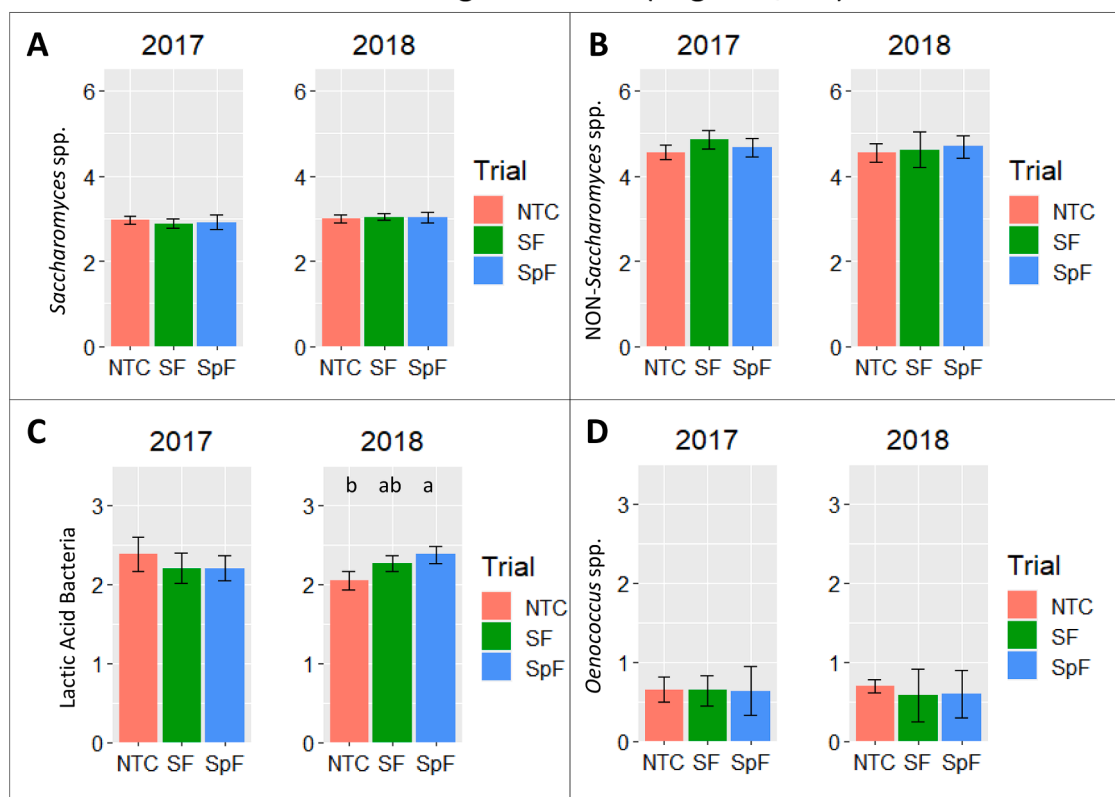 A
2017
2018
Saccharomyces spp.
6
4
2
0
NTC SF SpF
6
4
2
0
NTC SF SpF
Trial
NTC
SF
SpF
B
2017
2018
NON-Saccharomyces spp.
6
4
2
0
NTC SF SpF
6
4
2
0
NTC SF SpF
Trial
NTC
SF
SpF
C
2017
2018
Lactic Acid Bacteria
3
2
1
0
NTC SF SpF
b ab a
3
2
1
0
NTC SF SpF
Trial
NTC
SF
SpF
D
2017
2018
Oenococcus spp.
3
2
1
0
NTC SF SpF
3
2
1
0
NTC SF SpF
Trial
NTC
SF
SpF